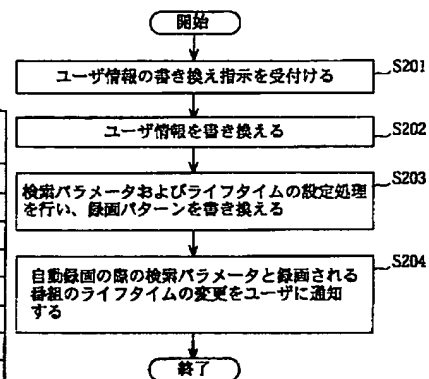 開始
ユーザ情報の書き換え指示を受付ける
S201
ユーザ情報を書き換える
S202
検索パラメータおよびライフタイムの設定処理
を行い、録画パターンを書き換える
S203
自動録画の際の検索パラメータと録画される
番組のライフタイムの変更をユーザに通知
する
S204
終了